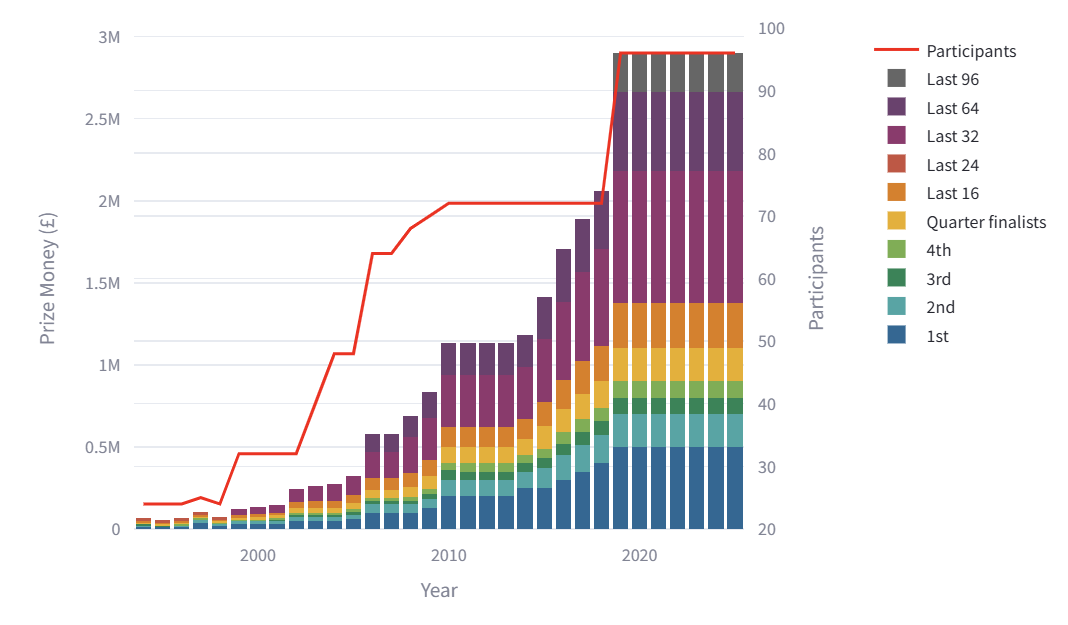 3M
2.5M
2M
1.5M
1M
0.5M
0
Prize Money (£)
2000
2010
2020
Year
100
90
80
70
60
50
40
30
20
Participants
Participants
Last 96
Last 64
Last 32
Last 24
Last 16
Quarter finalists
4th
3rd
2nd
1st